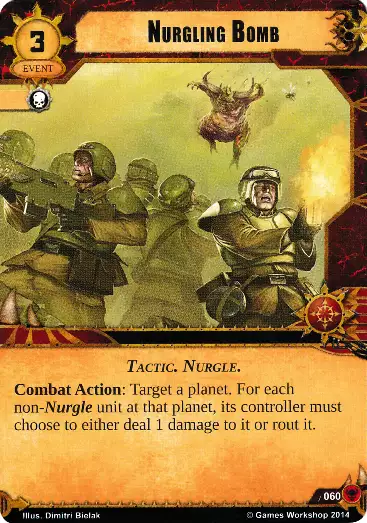 Nurgling Bomb
3
EVENT
Tactic. Nurgle.
Combat Action: Target a planet. For each
non-Nurgle unit at that planet, its controller must
choose to either deal 1 damage to it or rout it.
060
Illus. Dimitri Bielak
© Games Workshop 2014